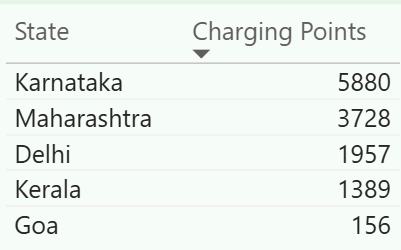 State Charging Points
Karnataka 5880
Maharashtra 3728
Delhi 1957
Kerala 1389
Goa 156